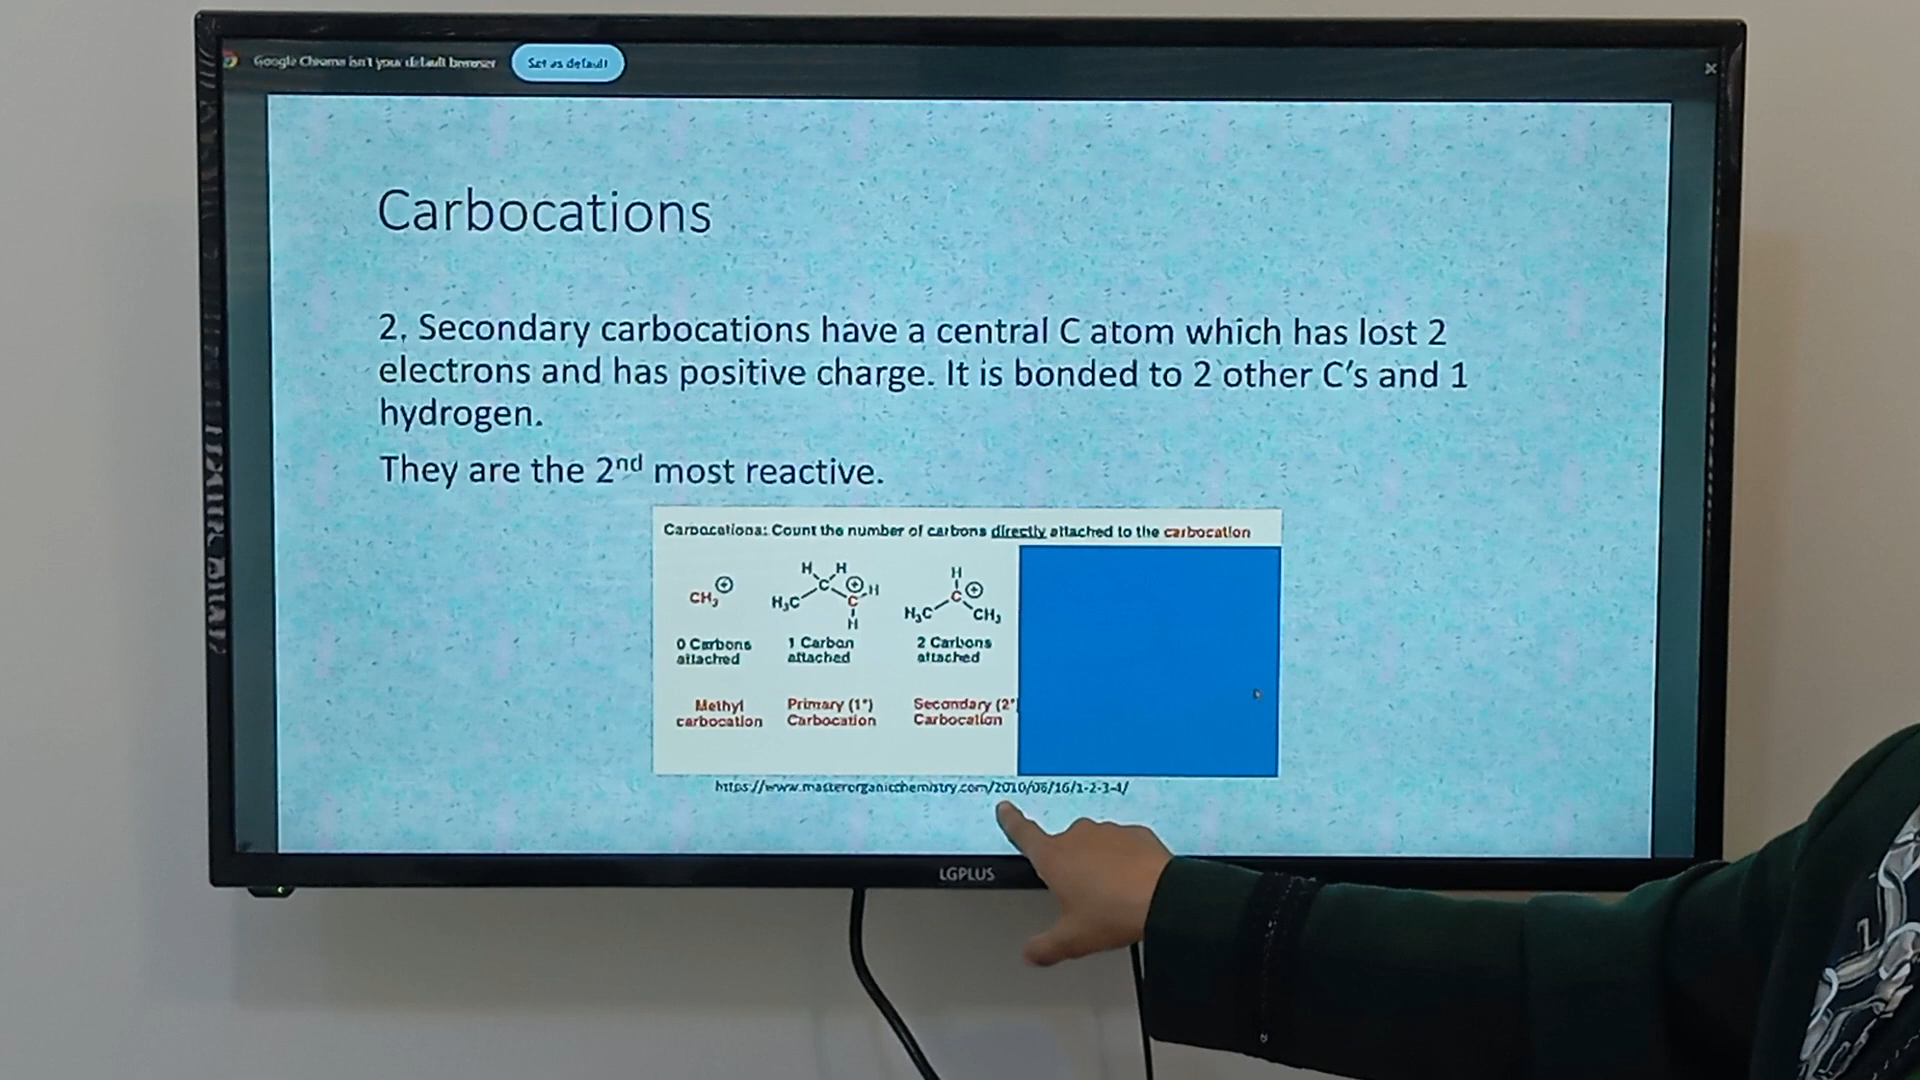 Google Chrome isn't your default browser
Set as default
Carbocations
2. Secondary carbocations have a central C atom which has lost 2
electrons and has positive charge. It is bonded to 2 other C's and 1
hydrogen.
They are the 2nd most reactive.
Carbocations: Count the number of carbons directly attached to the carbocation
CH3 +
H H
C + H
H3C C
H
H
C +
H3C CH3
0 Carbons
attached
1 Carbon
attached
2 Carbons
attached
Methyl
carbocation
Primary (1°)
Carbocation
Secondary (2°
Carbocation
https://www.masterorganicchemistry.com/2010/06/16/1-2-3-4/
LGPLUS